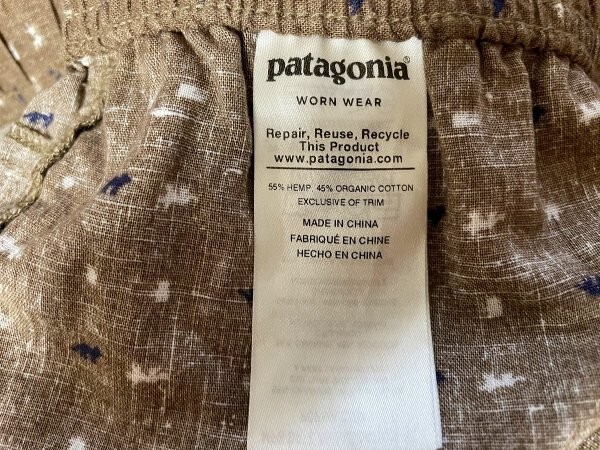 patagonia®
WORN WEAR
Repair, Reuse, Recycle
This Product
www.patagonia.com
55% HEMP 45% ORGANIC COTTON
EXCLUSIVE OF TRIM
MADE IN CHINA
FABRIQUÉ EN CHINE
HECHO EN CHINA